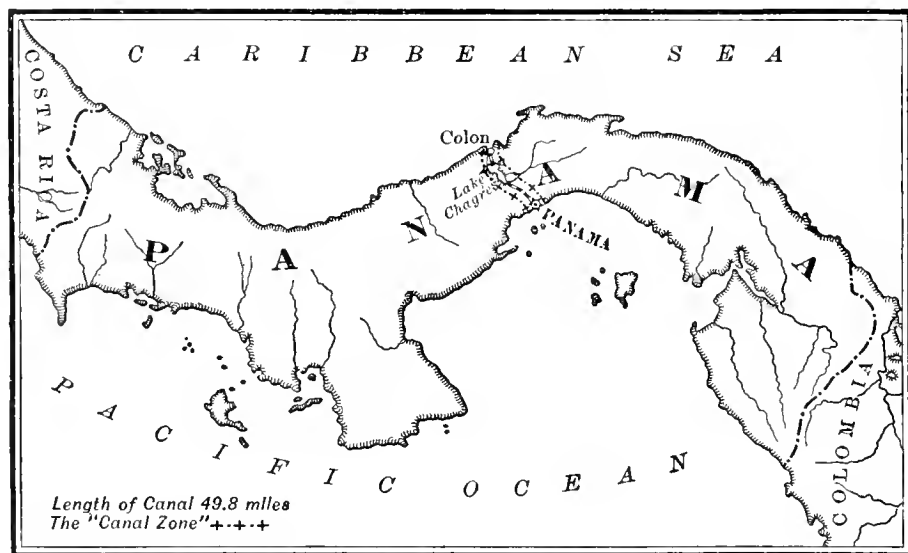 CARIBBEAN SEA
COSTA RICA
Colon
Lake
Chagres
PANAMA
PANAMA
COLOMBIA
PACIFIC OCEAN
Length of Canal 49.8 miles
The "Canal Zone" +·+·+